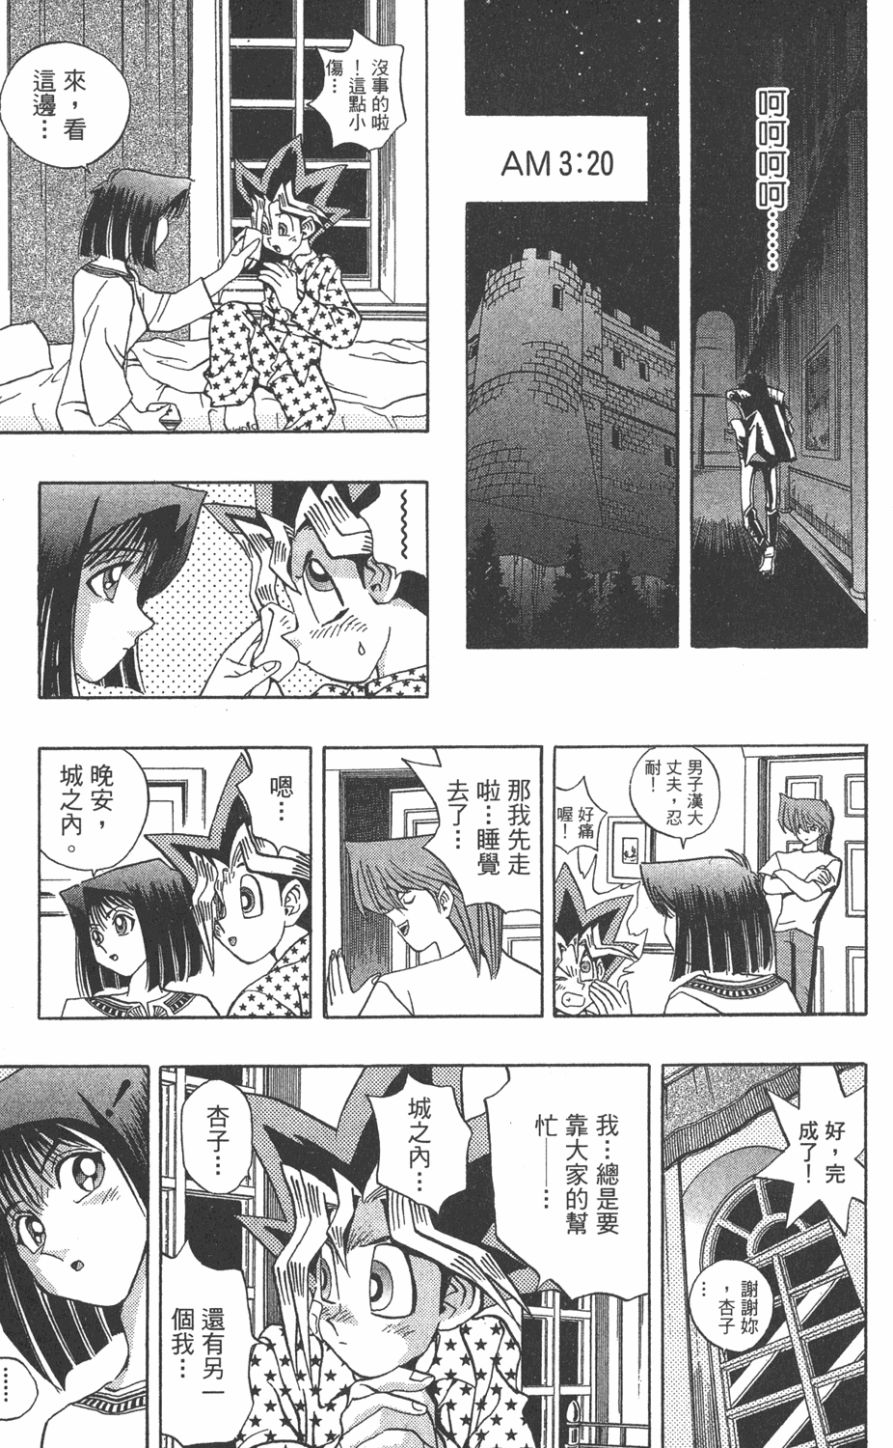 呵呵呵呵……
AM 3:20
沒事的啦
！這點小
傷…
來，看
這邊…
男子漢大
丈夫，忍
耐！
好痛
喔！
那我先走
啦…睡覺
去了…
嗯…
晚安，
城之內。
好，完
成了！
謝謝妳
，杏子
…
我…總是要
靠大家的幫
忙——…
城之內…
杏子…
還有另一
個我…
！
……